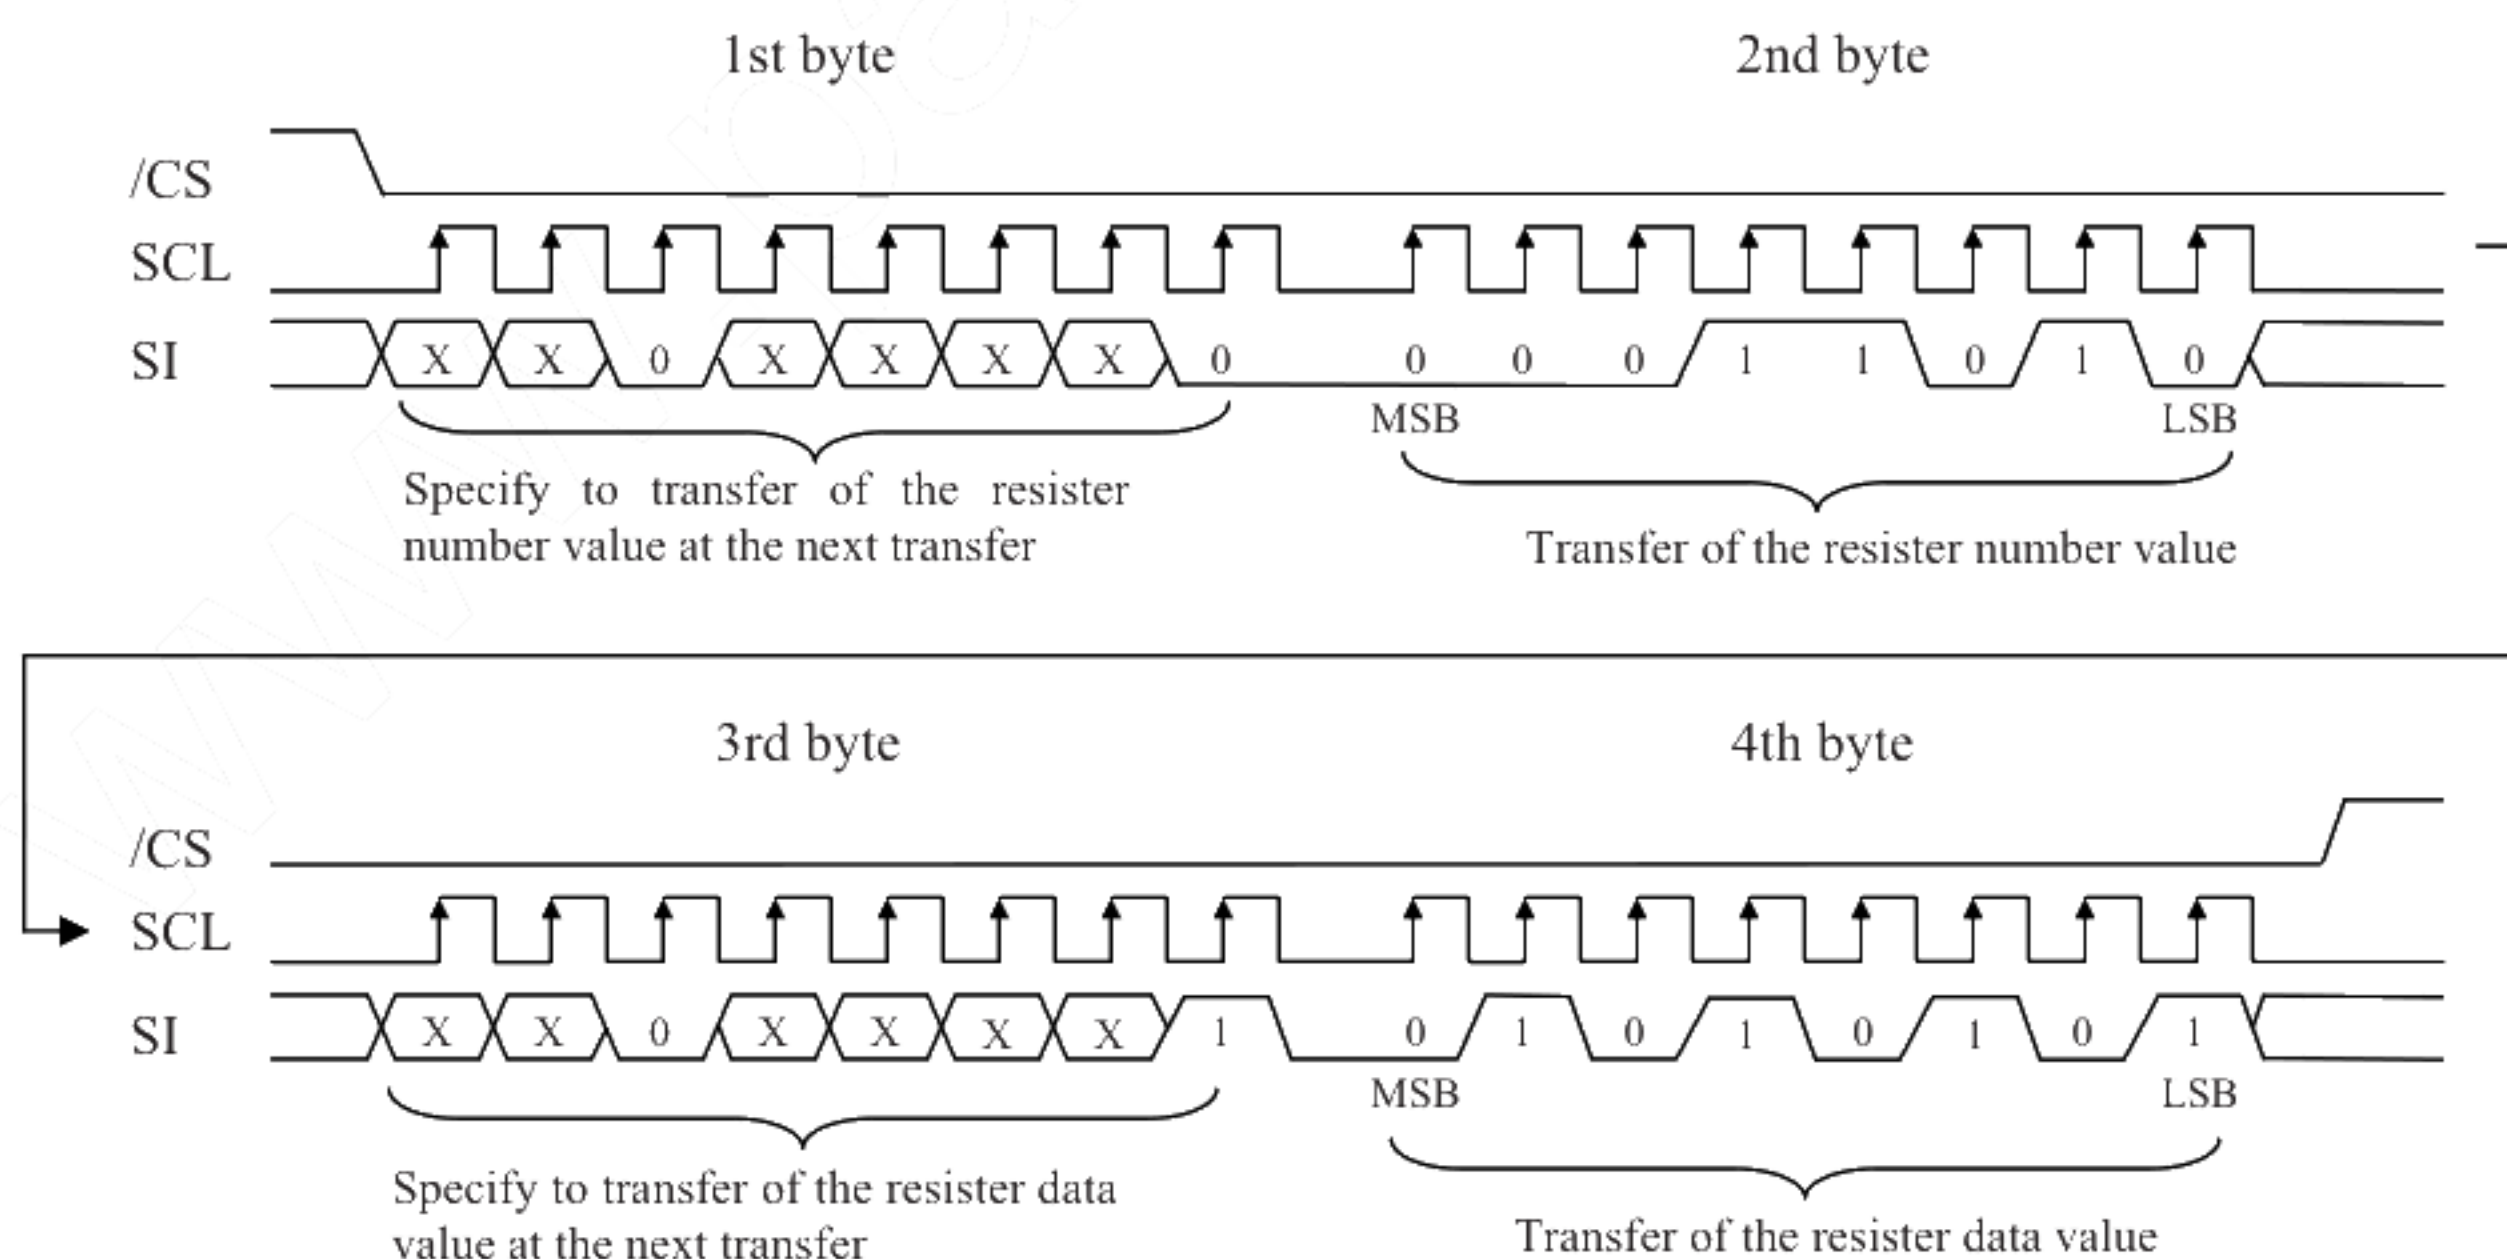 1st byte 2nd byte
/CS
SCL
SI X X 0 X X X X 0 0 0 0 1 1 0 1 0
MSB LSB
Specify to transfer of the resister
number value at the next transfer
Transfer of the resister number value
3rd byte 4th byte
/CS
SCL
SI X X 0 X X X X 1 0 1 0 1 0 1 0 1
MSB LSB
Specify to transfer of the resister data
value at the next transfer
Transfer of the resister data value